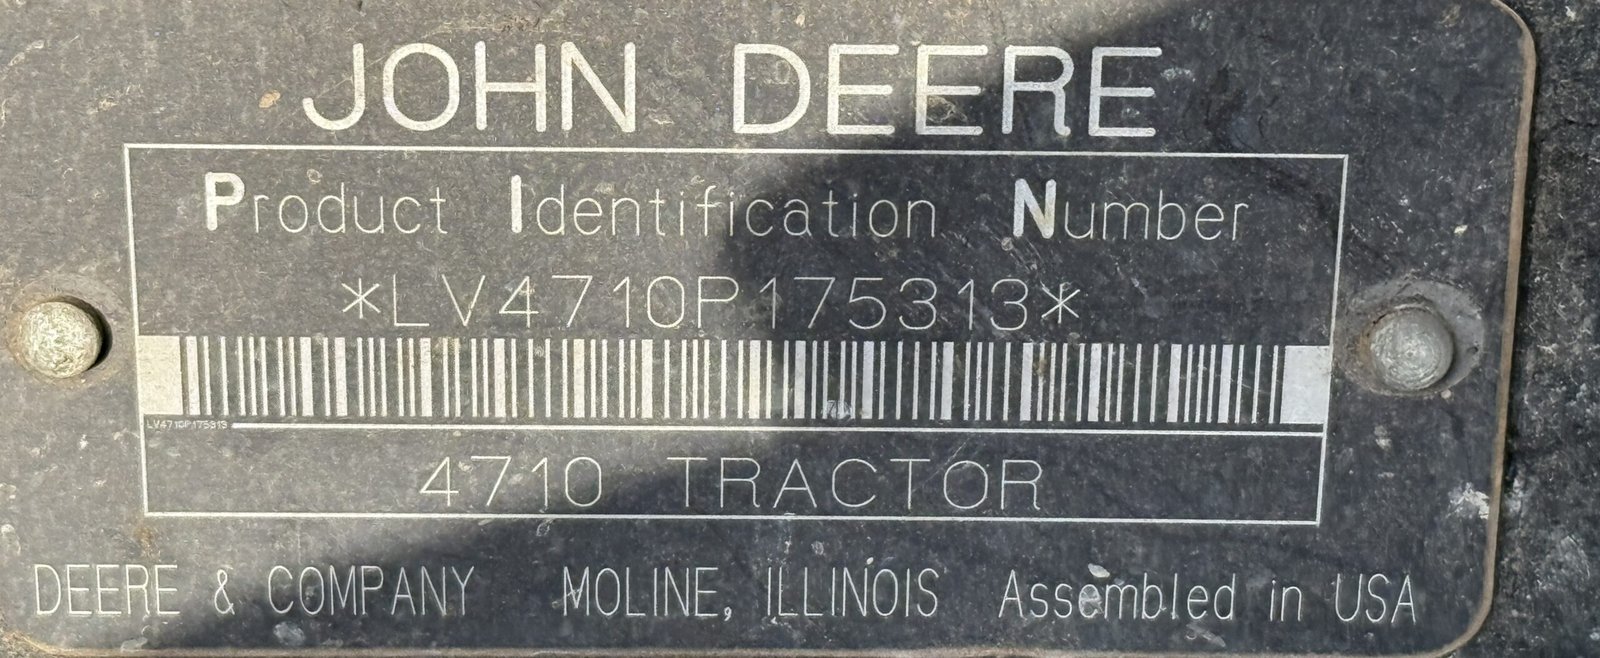 JOHN DEERE
Product Identification Number
*LV4710P175313*
LV4710P175313
4710 TRACTOR
DEERE & COMPANY MOLINE, ILLINOIS Assembled in USA